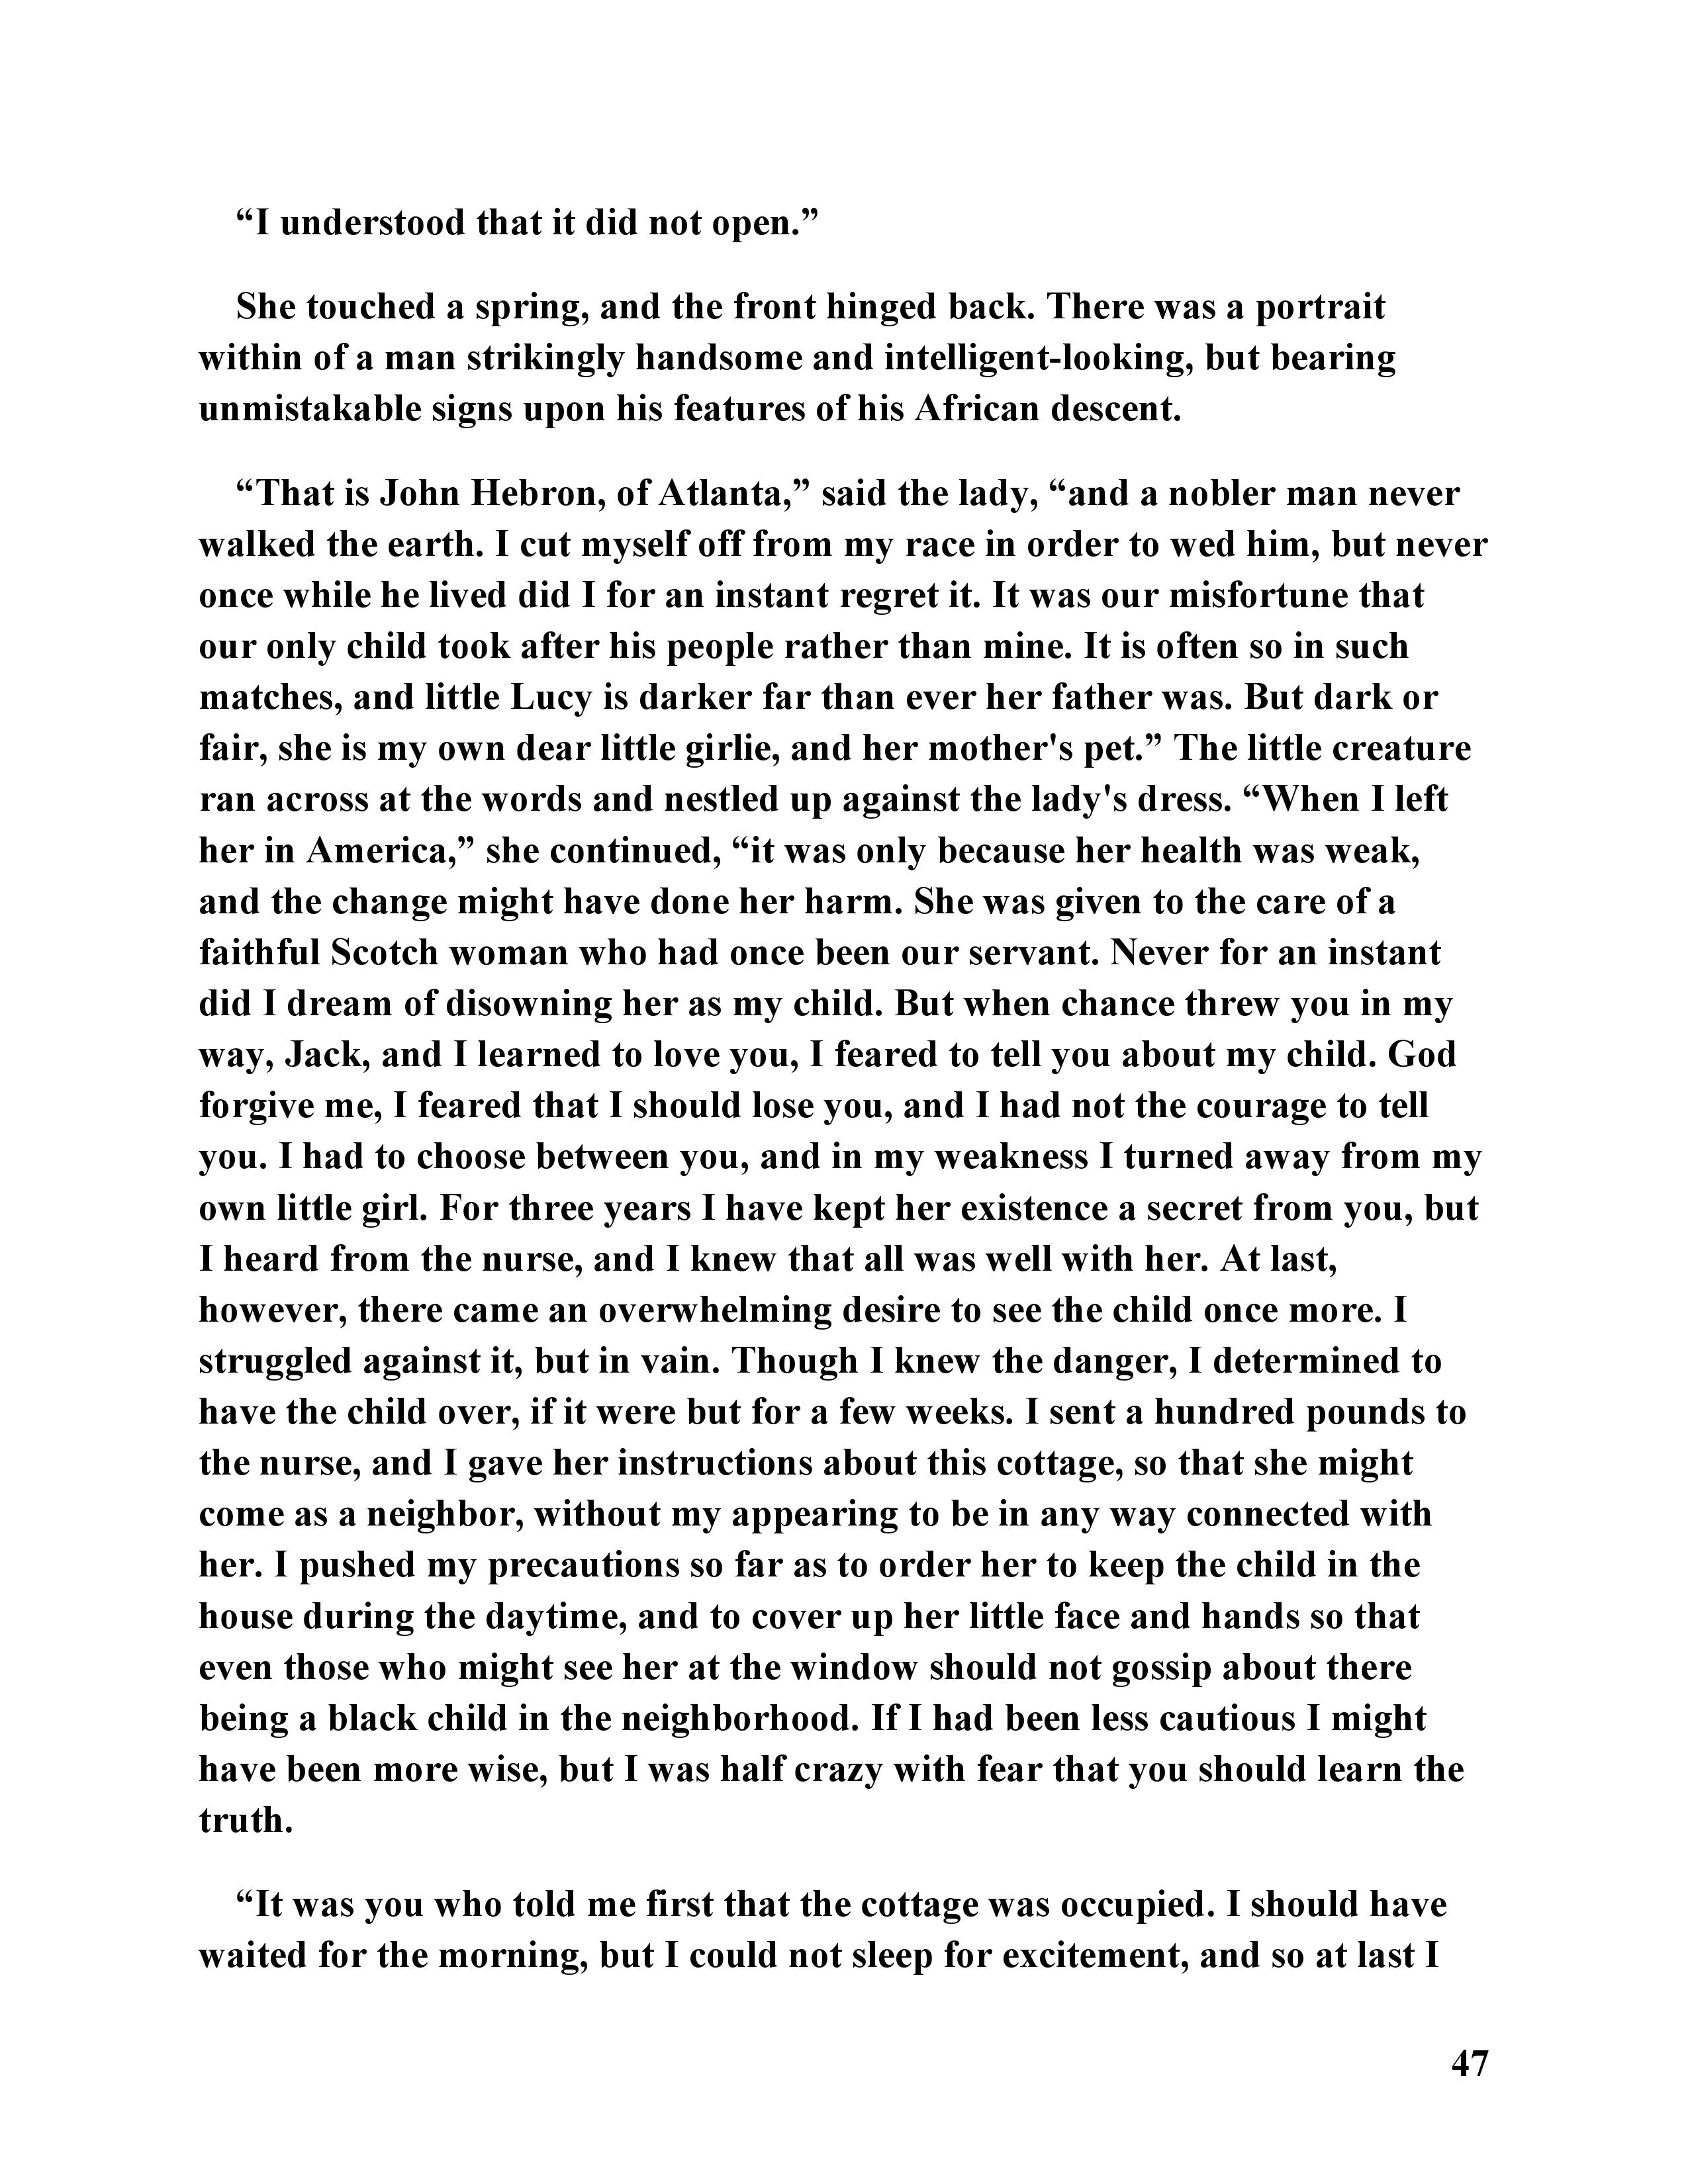 “I understood that it did not open.”
She touched a spring, and the front hinged back. There was a portrait
within of a man strikingly handsome and intelligent-looking, but bearing
unmistakable signs upon his features of his African descent.
“That is John Hebron, of Atlanta,” said the lady, “and a nobler man never
walked the earth. I cut myself off from my race in order to wed him, but never
once while he lived did I for an instant regret it. It was our misfortune that
our only child took after his people rather than mine. It is often so in such
matches, and little Lucy is darker far than ever her father was. But dark or
fair, she is my own dear little girlie, and her mother's pet.” The little creature
ran across at the words and nestled up against the lady's dress. “When I left
her in America,” she continued, “it was only because her health was weak,
and the change might have done her harm. She was given to the care of a
faithful Scotch woman who had once been our servant. Never for an instant
did I dream of disowning her as my child. But when chance threw you in my
way, Jack, and I learned to love you, I feared to tell you about my child. God
forgive me, I feared that I should lose you, and I had not the courage to tell
you. I had to choose between you, and in my weakness I turned away from my
own little girl. For three years I have kept her existence a secret from you, but
I heard from the nurse, and I knew that all was well with her. At last,
however, there came an overwhelming desire to see the child once more. I
struggled against it, but in vain. Though I knew the danger, I determined to
have the child over, if it were but for a few weeks. I sent a hundred pounds to
the nurse, and I gave her instructions about this cottage, so that she might
come as a neighbor, without my appearing to be in any way connected with
her. I pushed my precautions so far as to order her to keep the child in the
house during the daytime, and to cover up her little face and hands so that
even those who might see her at the window should not gossip about there
being a black child in the neighborhood. If I had been less cautious I might
have been more wise, but I was half crazy with fear that you should learn the
truth.
“It was you who told me first that the cottage was occupied. I should have
waited for the morning, but I could not sleep for excitement, and so at last I
47